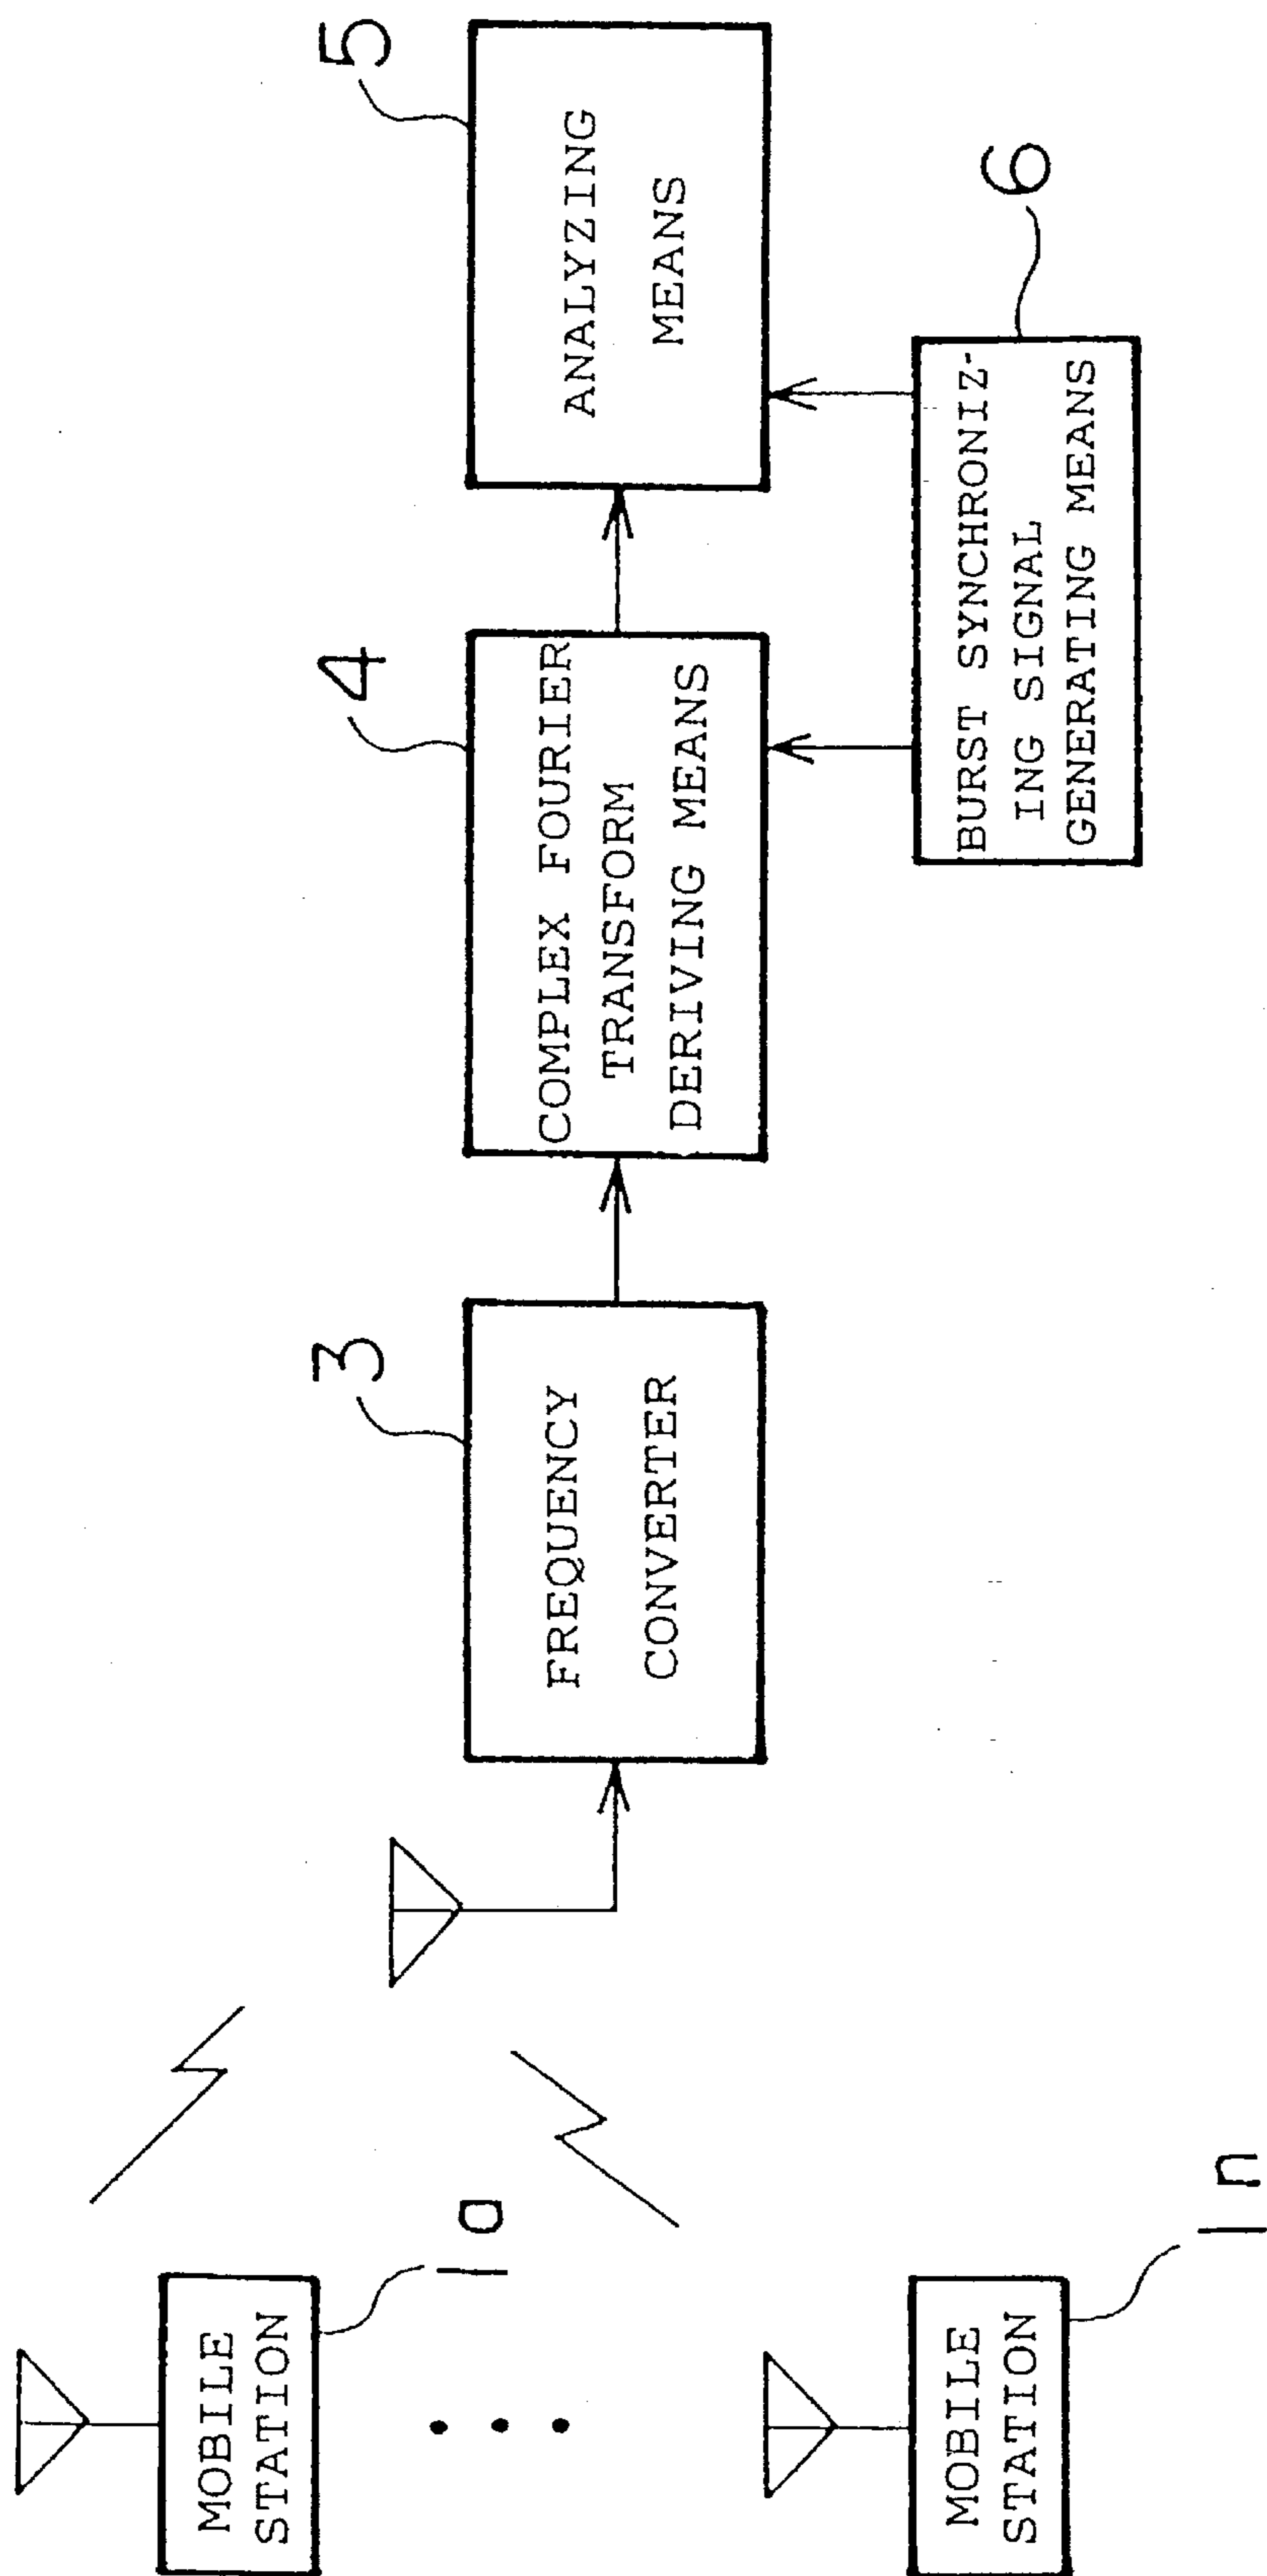 MOBILE
STATION
1a
MOBILE
STATION
1n
FREQUENCY
CONVERTER
3
COMPLEX FOURIER
TRANSFORM
DERIVING MEANS
4
ANALYZING
MEANS
5
BURST SYNCHRONIZ-
ING SIGNAL
GENERATING MEANS
6